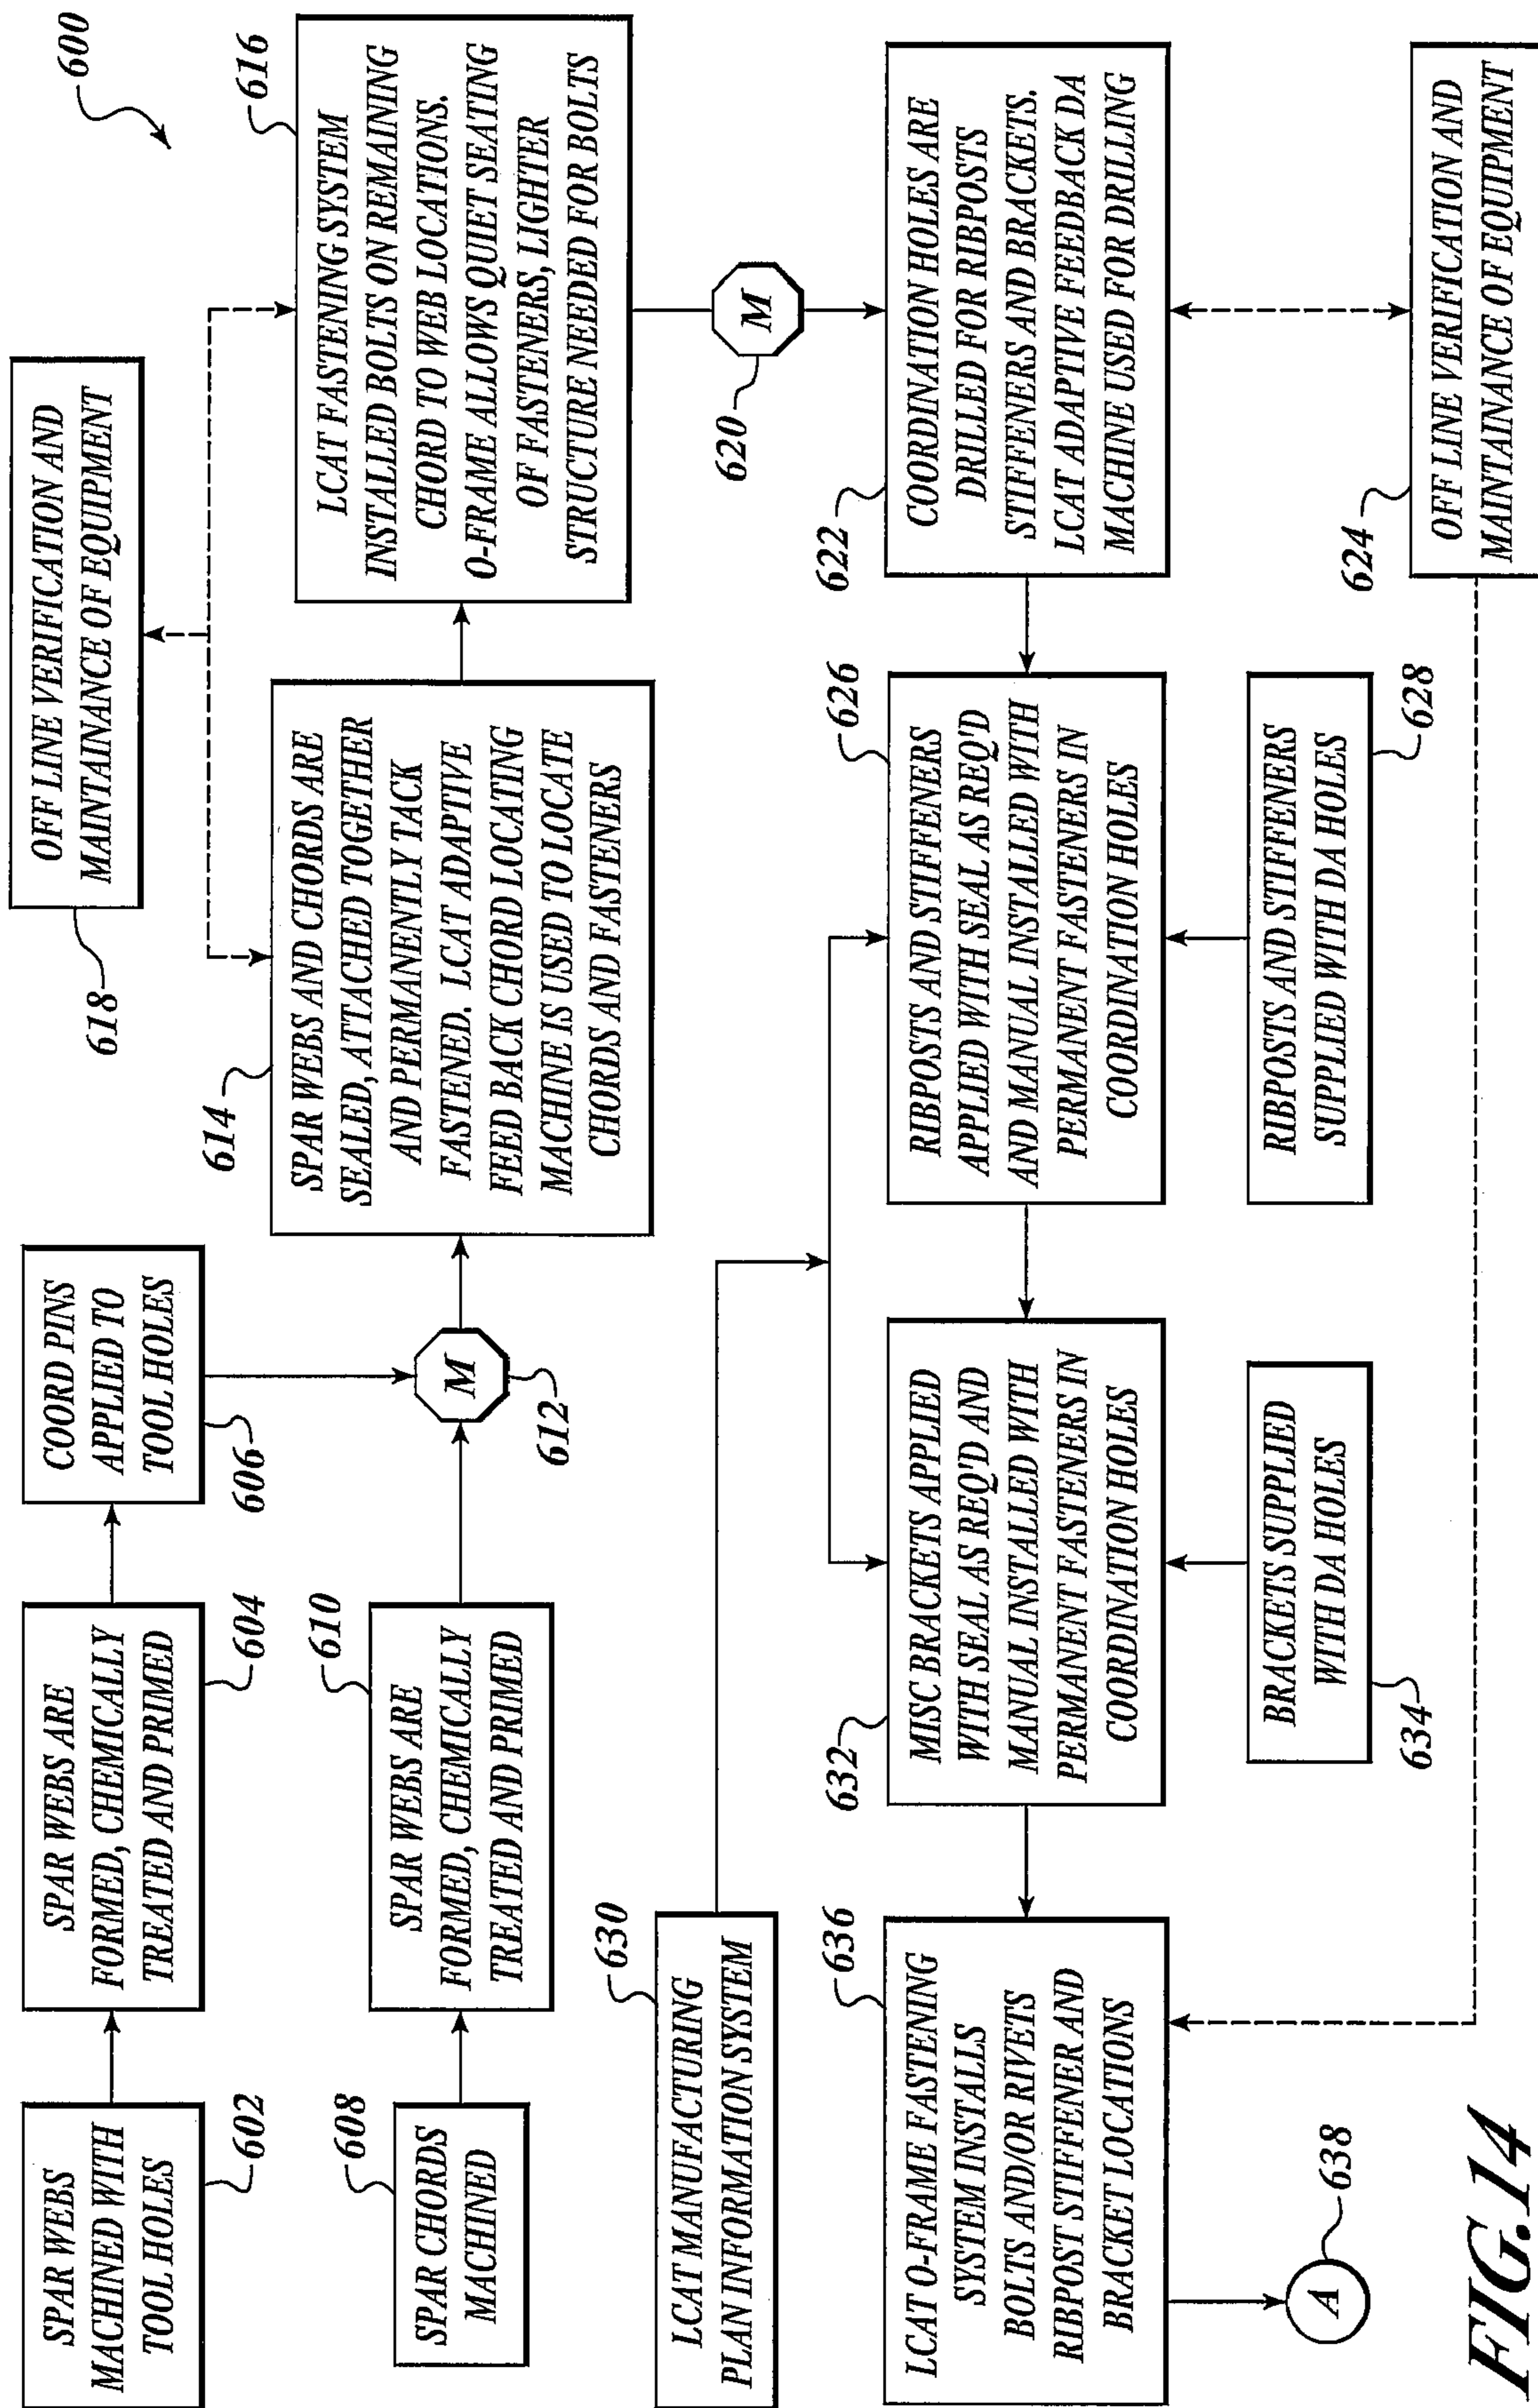 600
SPAR WEBS
MACHINED WITH
TOOL HOLES
602
SPAR WEBS ARE
FORMED, CHEMICALLY
TREATED AND PRIMED
604
COORD PINS
APPLIED TO
TOOL HOLES
606
OFF LINE VERIFICATION AND
MAINTAINANCE OF EQUIPMENT
618
SPAR CHORDS
MACHINED
608
SPAR WEBS ARE
FORMED, CHEMICALLY
TREATED AND PRIMED
610
M
612
SPAR WEBS AND CHORDS ARE
SEALED, ATTACHED TOGETHER
AND PERMANENTLY TACK
FASTENED. LCAT ADAPTIVE
FEED BACK CHORD LOCATING
MACHINE IS USED TO LOCATE
CHORDS AND FASTENERS
614
LCAT FASTENING SYSTEM
INSTALLED BOLTS ON REMAINING
CHORD TO WEB LOCATIONS.
O-FRAME ALLOWS QUIET SEATING
OF FASTENERS, LIGHTER
STRUCTURE NEEDED FOR BOLTS
616
M
620
LCAT MANUFACTURING
PLAN INFORMATION SYSTEM
630
LCAT O-FRAME FASTENING
SYSTEM INSTALLS
BOLTS AND/OR RIVETS
RIBPOST STIFFENER AND
BRACKET LOCATIONS
636
MISC BRACKETS APPLIED
WITH SEAL AS REQ'D AND
MANUAL INSTALLED WITH
PERMANENT FASTENERS IN
COORDINATION HOLES
632
RIBPOSTS AND STIFFENERS
APPLIED WITH SEAL AS REQ'D
AND MANUAL INSTALLED WITH
PERMANENT FASTENERS IN
COORDINATION HOLES
626
COORDINATION HOLES ARE
DRILLED FOR RIBPOSTS
STIFFENERS AND BRACKETS.
LCAT ADAPTIVE FEEDBACK DA
MACHINE USED FOR DRILLING
622
A
638
BRACKETS SUPPLIED
WITH DA HOLES
634
RIBPOSTS AND STIFFENERS
SUPPLIED WITH DA HOLES
628
OFF LINE VERIFICATION AND
MAINTAINANCE OF EQUIPMENT
624
FIG.14